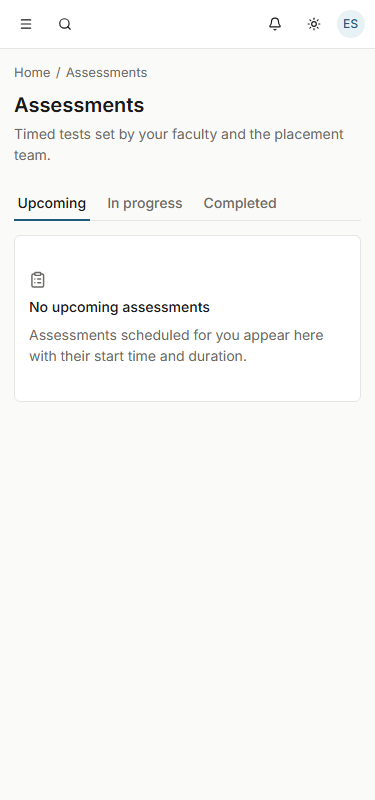 ES
Home / Assessments
Assessments
Timed tests set by your faculty and the placement
team.
Upcoming In progress Completed
No upcoming assessments
Assessments scheduled for you appear here
with their start time and duration.